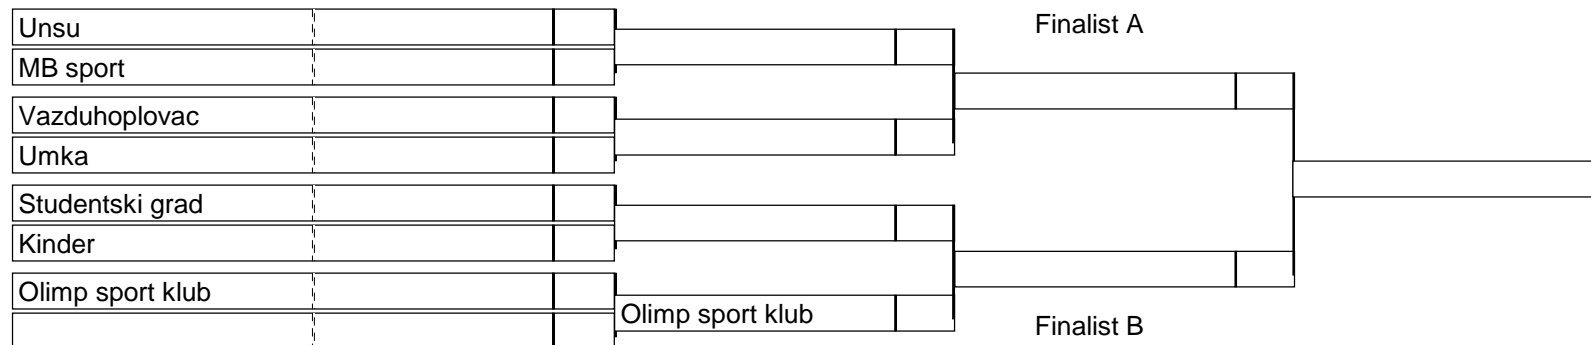 Unsu
Finalist A
MB sport
Vazduhoplovac
Umka
Studentski grad
Kinder
Olimp sport klub
Olimp sport klub
Finalist B